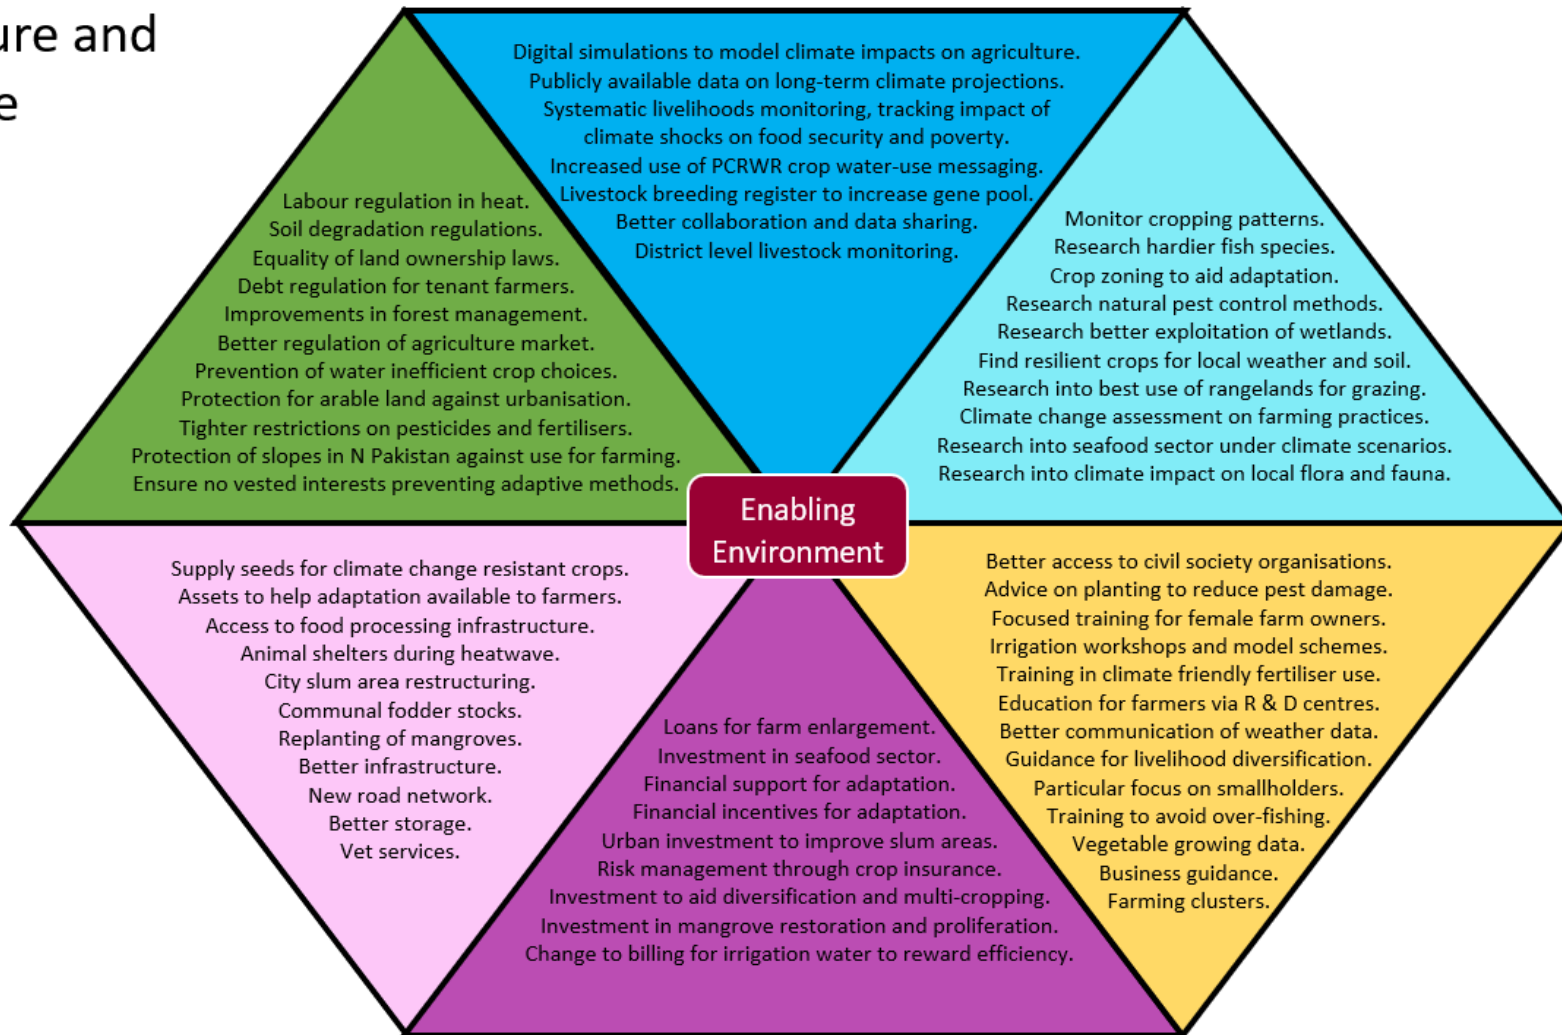 ure and
e
Digital simulations to model climate impacts on agriculture.
Publicly available data on long-term climate projections.
Systematic livelihoods monitoring, tracking impact of
climate shocks on food security and poverty.
Increased use of PCRWR crop water-use messaging.
Livestock breeding register to increase gene pool.
Better collaboration and data sharing.
District level livestock monitoring.
Labour regulation in heat.
Soil degradation regulations.
Equality of land ownership laws.
Debt regulation for tenant farmers.
Improvements in forest management.
Better regulation of agriculture market.
Prevention of water inefficient crop choices.
Protection for arable land against urbanisation.
Tighter restrictions on pesticides and fertilisers.
Protection of slopes in N Pakistan against use for farming.
Ensure no vested interests preventing adaptive methods.
Monitor cropping patterns.
Research hardier fish species.
Crop zoning to aid adaptation.
Research natural pest control methods.
Research better exploitation of wetlands.
Find resilient crops for local weather and soil.
Research into best use of rangelands for grazing.
Climate change assessment on farming practices.
Research into seafood sector under climate scenarios.
Research into climate impact on local flora and fauna.
Enabling
Environment
Supply seeds for climate change resistant crops.
Assets to help adaptation available to farmers.
Access to food processing infrastructure.
Animal shelters during heatwave.
City slum area restructuring.
Communal fodder stocks.
Replanting of mangroves.
Better infrastructure.
New road network.
Better storage.
Vet services.
Loans for farm enlargement.
Investment in seafood sector.
Financial support for adaptation.
Financial incentives for adaptation.
Urban investment to improve slum areas.
Risk management through crop insurance.
Investment to aid diversification and multi-cropping.
Investment in mangrove restoration and proliferation.
Change to billing for irrigation water to reward efficiency.
Better access to civil society organisations.
Advice on planting to reduce pest damage.
Focused training for female farm owners.
Irrigation workshops and model schemes.
Training in climate friendly fertiliser use.
Education for farmers via R & D centres.
Better communication of weather data.
Guidance for livelihood diversification.
Particular focus on smallholders.
Training to avoid over-fishing.
Vegetable growing data.
Business guidance.
Farming clusters.